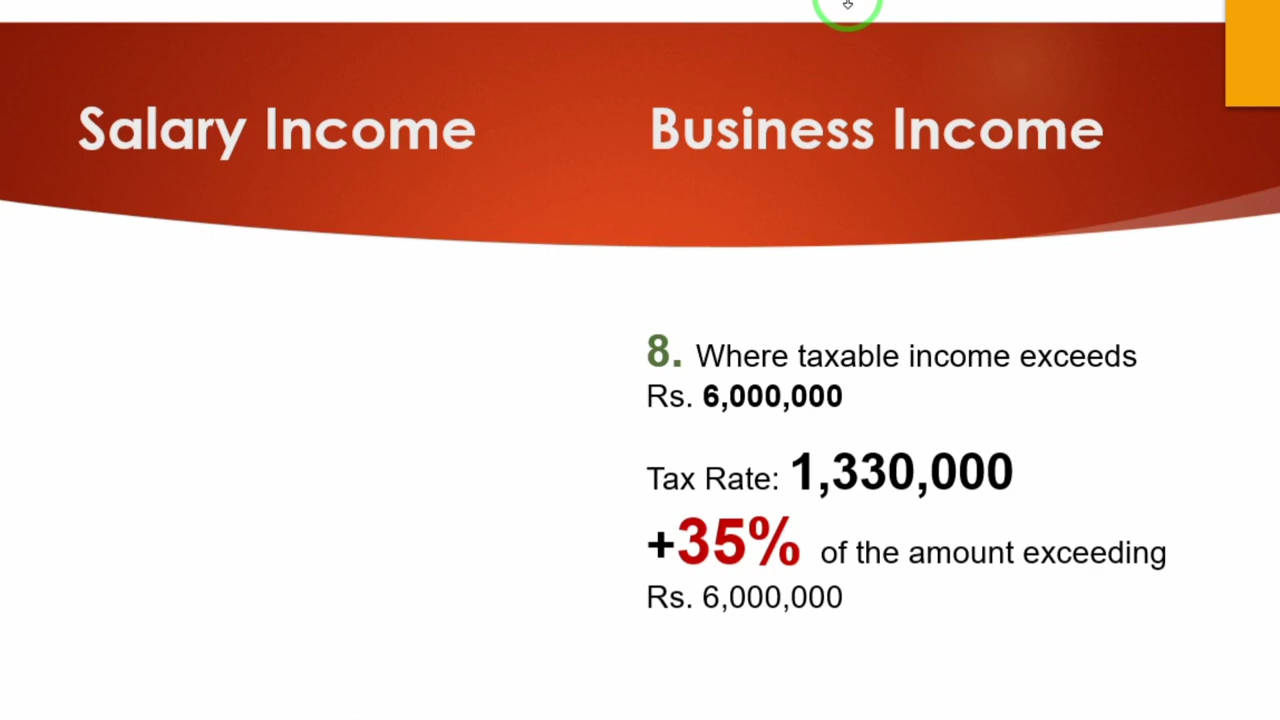 Salary Income
Business Income
8. Where taxable income exceeds
Rs. 6,000,000
Tax Rate: 1,330,000
+35% of the amount exceeding
Rs. 6,000,000